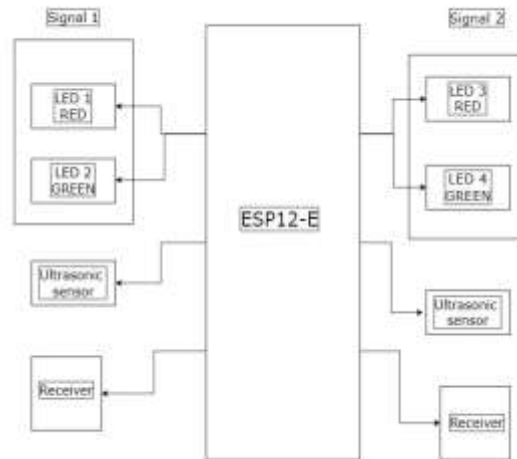 Signal 1
Signal 2
LED 1
RED
LED 2
GREEN
LED 3
RED
LED 4
GREEN
ESP12-E
Ultrasonic
sensor
Ultrasonic
sensor
Receiver
Receiver